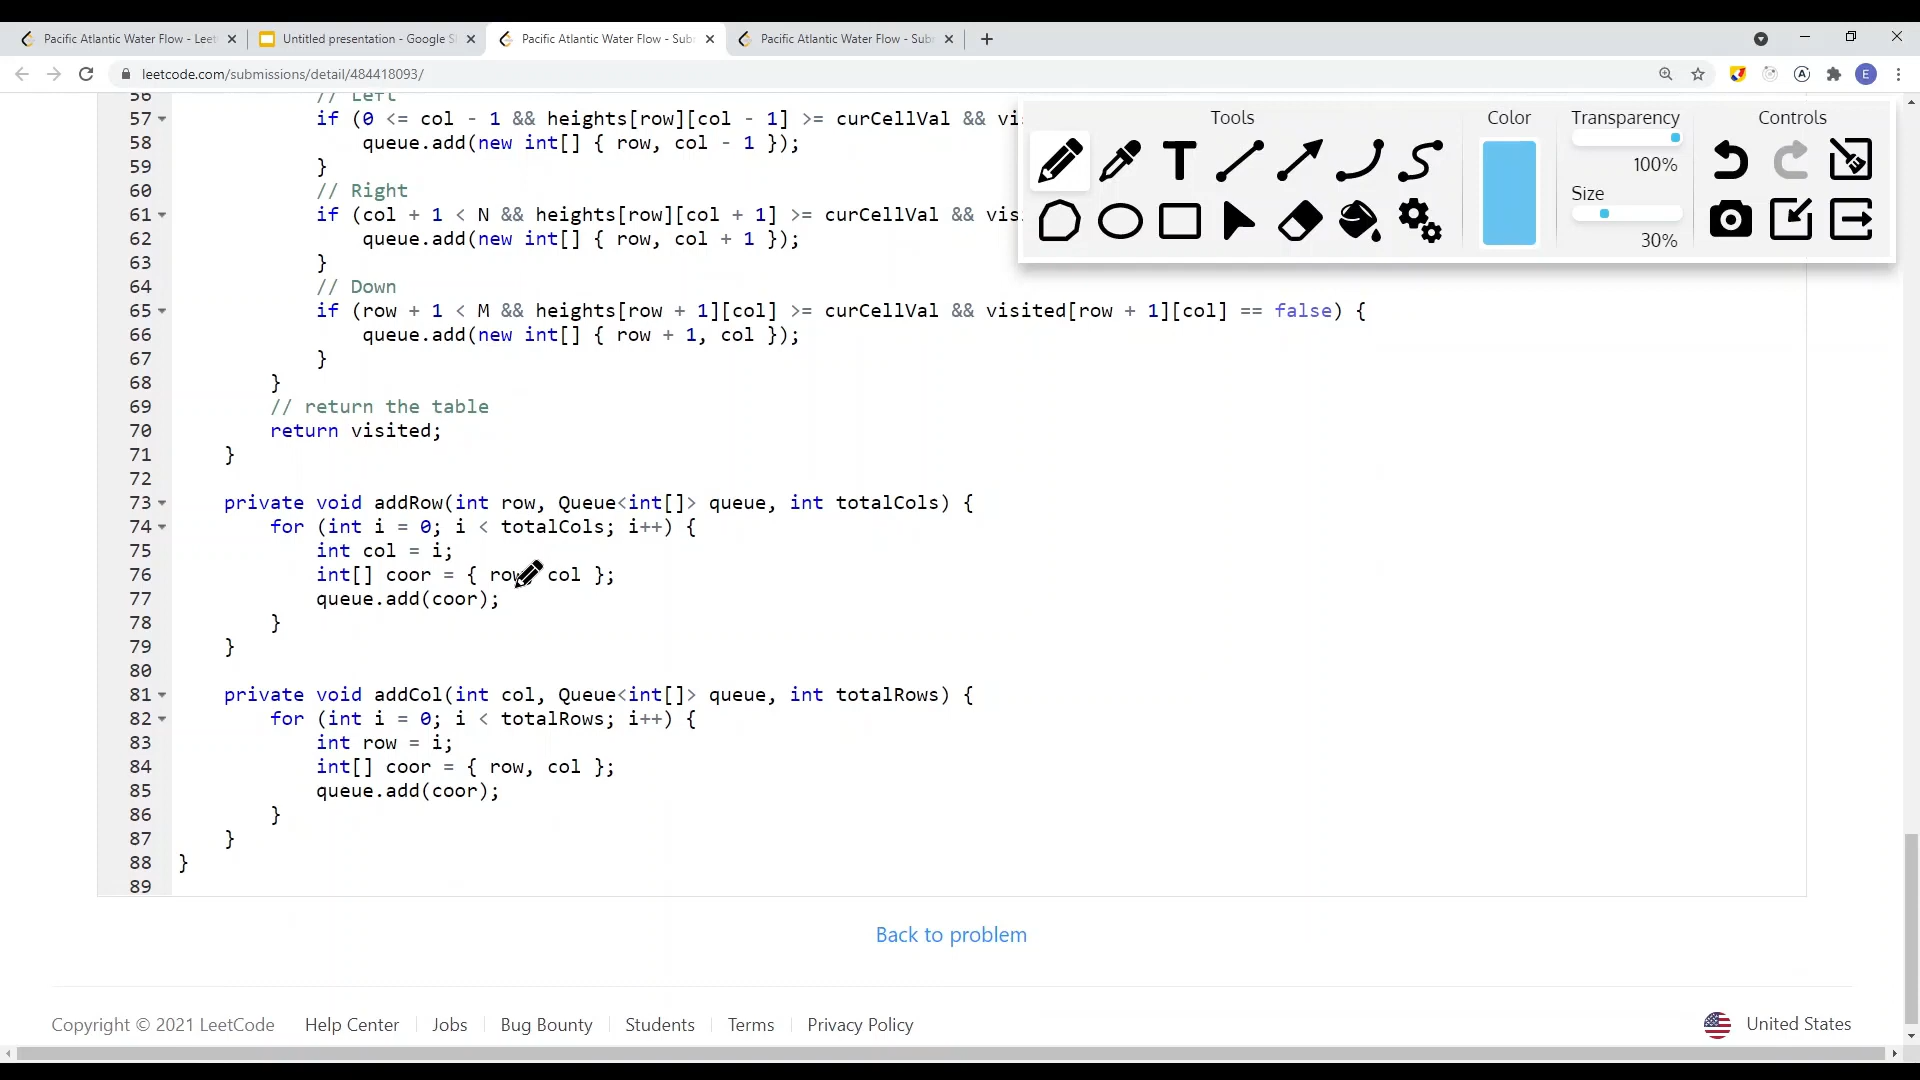 Pacific Atlantic Water Flow - Leet
Untitled presentation - Google S
Pacific Atlantic Water Flow - Sub
Pacific Atlantic Water Flow - Sub
leetcode.com/submissions/detail/484418093/
E
Tools
Color
Transparency
Controls
100%
Size
30%
56 // Left
57 if (0 <= col - 1 && heights[row][col - 1] >= curCellVal && vi
58 queue.add(new int[] { row, col - 1 });
59 }
60 // Right
61 if (col + 1 < N && heights[row][col + 1] >= curCellVal && vis
62 queue.add(new int[] { row, col + 1 });
63 }
64 // Down
65 if (row + 1 < M && heights[row + 1][col] >= curCellVal && visited[row + 1][col] == false) {
66 queue.add(new int[] { row + 1, col });
67 }
68 }
69 // return the table
70 return visited;
71 }
72
73 private void addRow(int row, Queue<int[]> queue, int totalCols) {
74 for (int i = 0; i < totalCols; i++) {
75 int col = i;
76 int[] coor = { row, col };
77 queue.add(coor);
78 }
79 }
80
81 private void addCol(int col, Queue<int[]> queue, int totalRows) {
82 for (int i = 0; i < totalRows; i++) {
83 int row = i;
84 int[] coor = { row, col };
85 queue.add(coor);
86 }
87 }
88 }
89
Back to problem
Copyright © 2021 LeetCode Help Center Jobs Bug Bounty Students Terms Privacy Policy United States